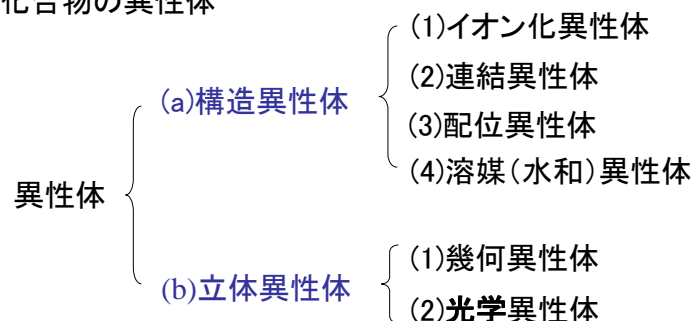 化合物の異性体
(1)イオン化異性体
(2)連結異性体
(a)構造異性体
(3)配位異性体
(4)溶媒(水和)異性体
異性体
(1)幾何異性体
(b)立体異性体
(2)光学異性体